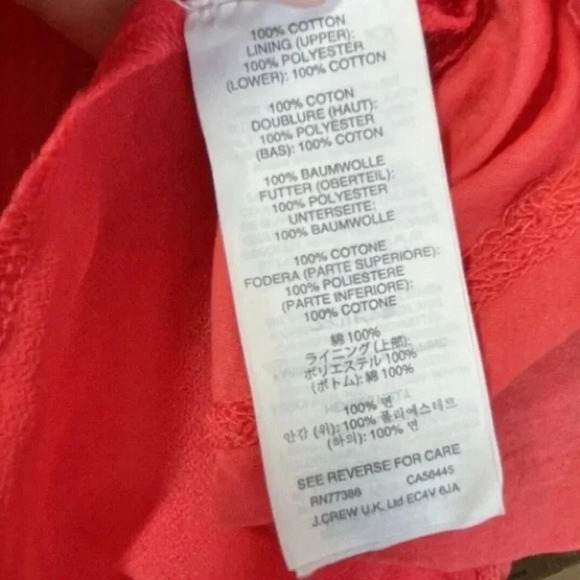 100% COTTON
LINING (UPPER):
100% POLYESTER
(LOWER): 100% COTTON
100% COTON
DOUBLURE (HAUT):
100% POLYESTER
(BAS): 100% COTON
100% BAUMWOLLE
FUTTER (OBERTEIL):
100% POLYESTER
UNTERSEITE:
100% BAUMWOLLE
100% COTONE
FODERA (PARTE SUPERIORE):
100% POLIESTERE
(PARTE INFERIORE):
100% COTONE
綿 100%
ライニング (上部):
ポリエステル 100%
(ボトム): 綿 100%
100% 면
안감 (위): 100% 폴리에스테르
(하의): 100% 면
SEE REVERSE FOR CARE
RN77388 CA56445
J.CREW U.K. Ltd EC4V 6JA